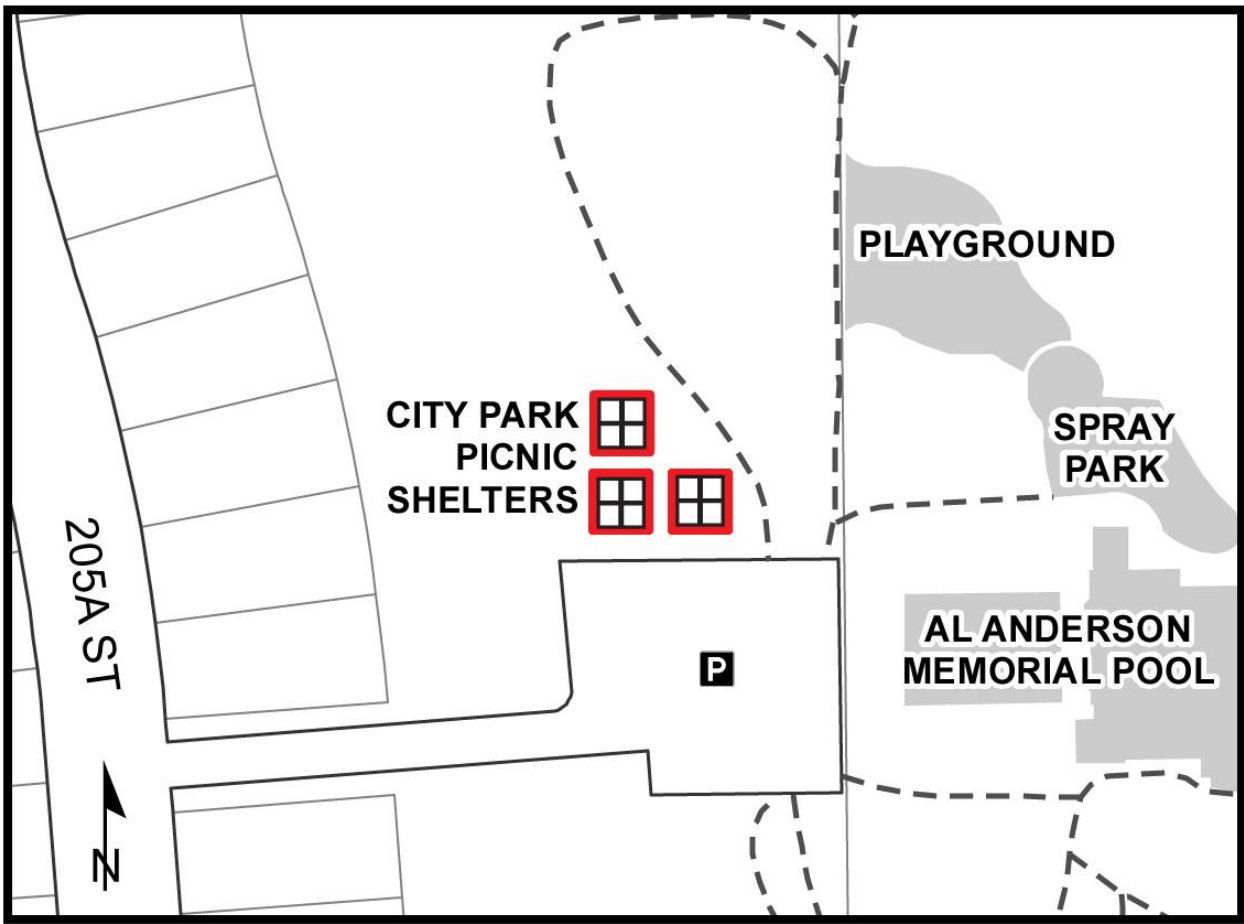 PLAYGROUND
CITY PARK
PICNIC
SHELTERS
SPRAY
PARK
205A ST
AL ANDERSON
MEMORIAL POOL
P
N